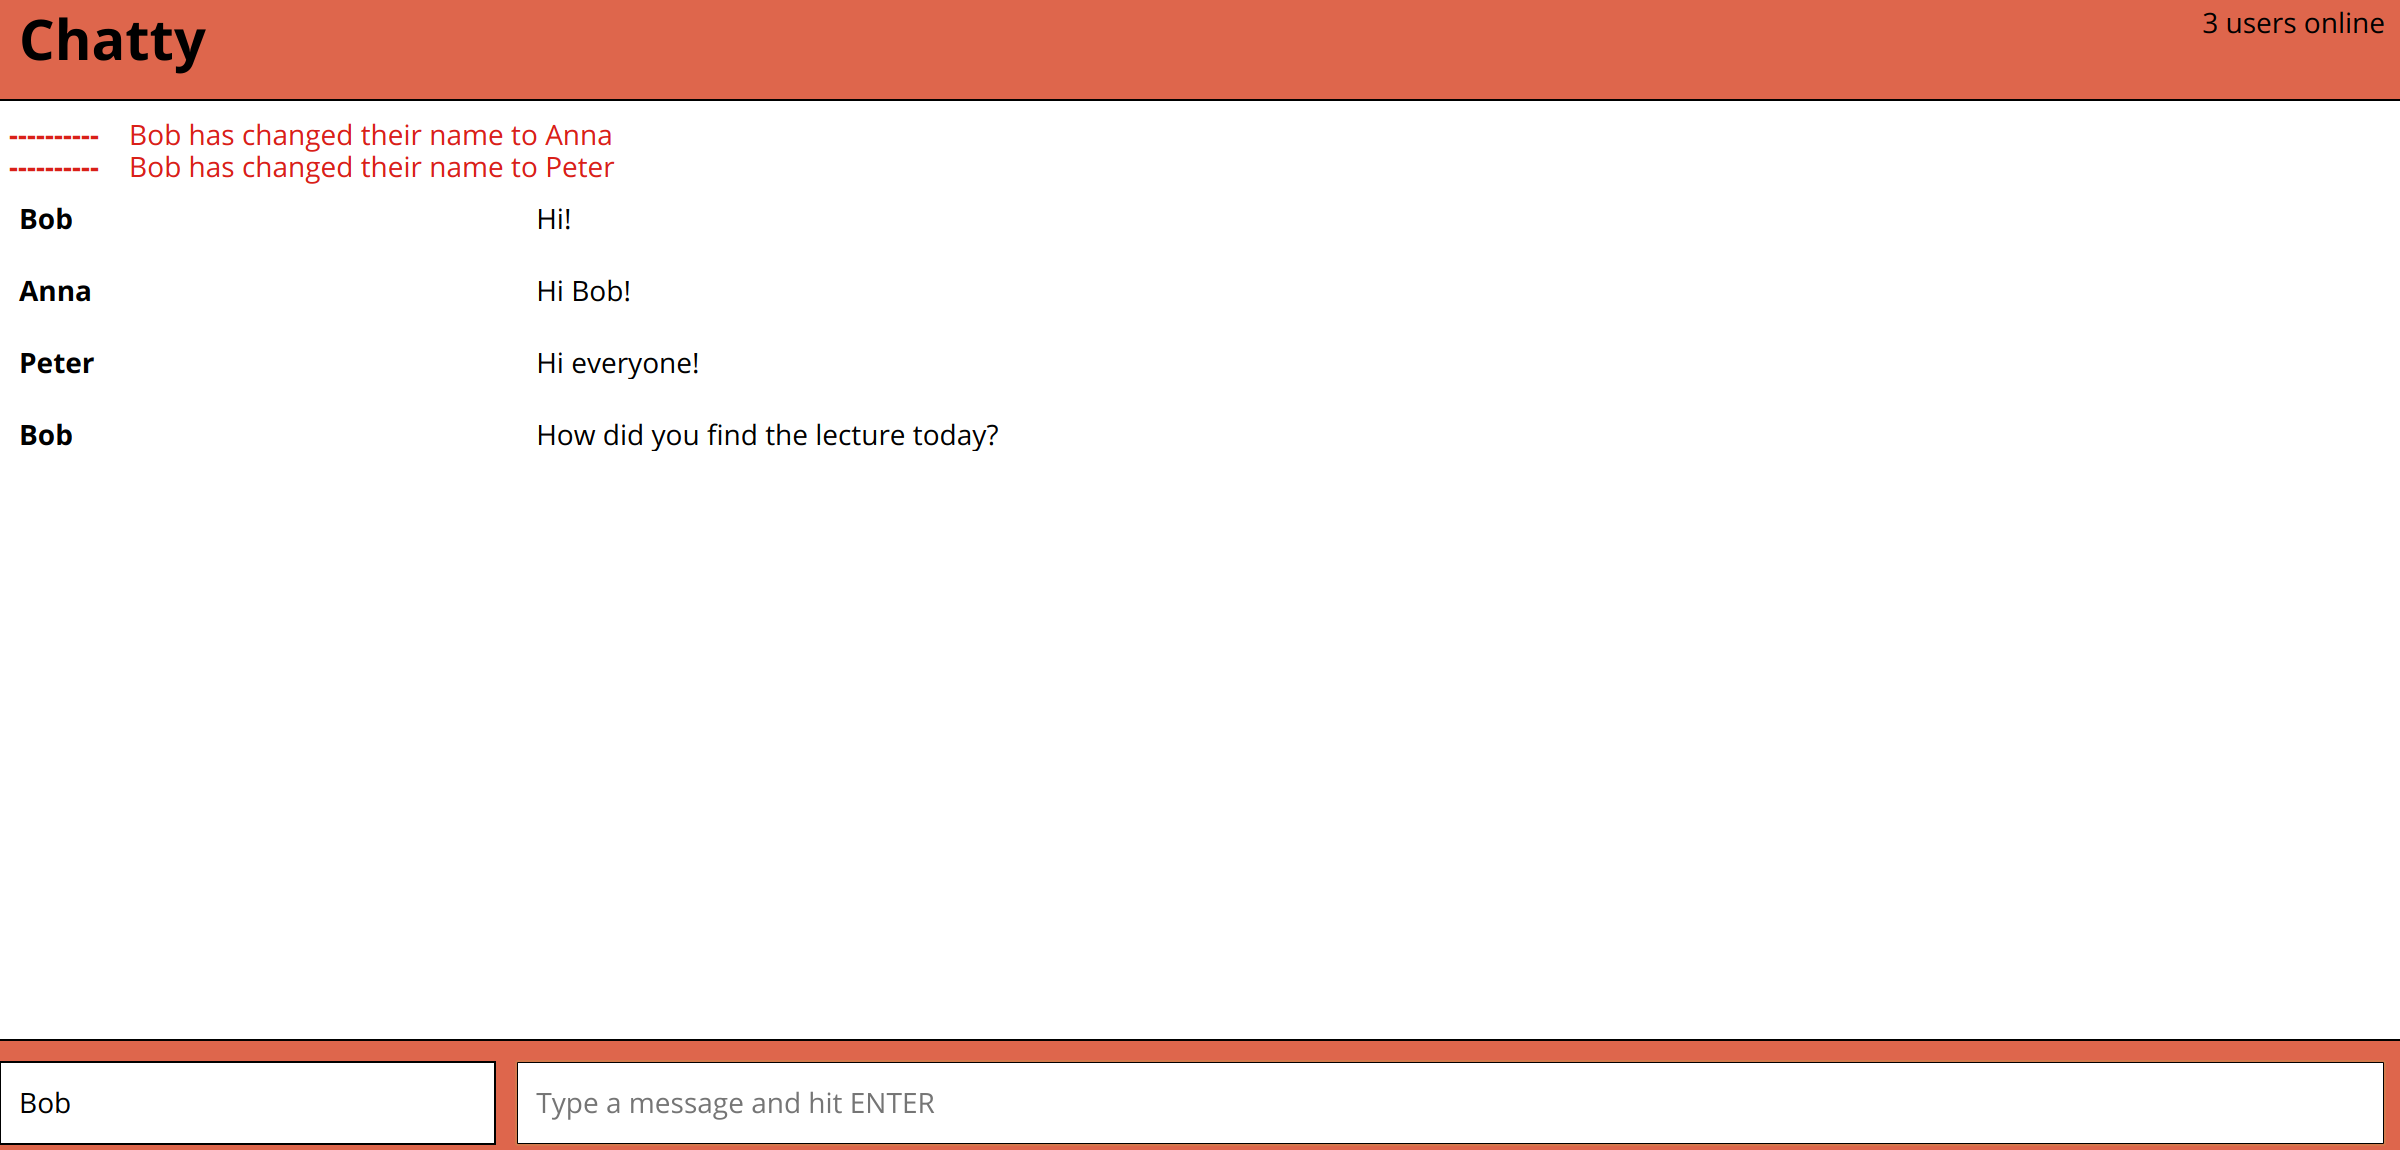 Chatty
3 users online
---------- Bob has changed their name to Anna
---------- Bob has changed their name to Peter
Bob Hi!
Anna Hi Bob!
Peter Hi everyone!
Bob How did you find the lecture today?
Bob Type a message and hit ENTER